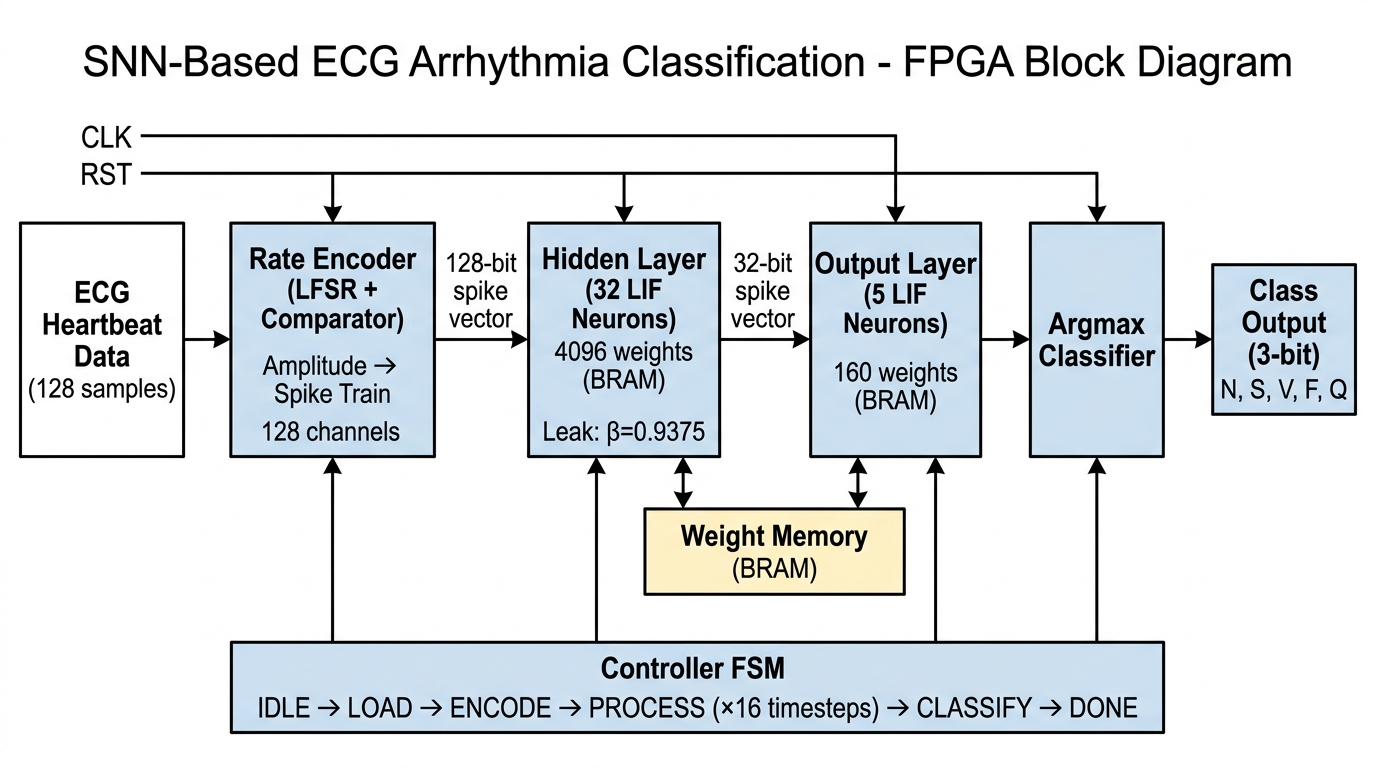 SNN-Based ECG Arrhythmia Classification - FPGA Block Diagram
CLK
RST
ECG
Heartbeat
Data
(128 samples)
Rate Encoder
(LFSR +
Comparator)
Amplitude →
Spike Train
128 channels
128-bit
spike
vector
Hidden Layer
(32 LIF
Neurons)
4096 weights
(BRAM)
Leak: β=0.9375
32-bit
spike
vector
Output Layer
(5 LIF
Neurons)
160 weights
(BRAM)
Argmax
Classifier
Class
Output
(3-bit)
N, S, V, F, Q
Weight Memory
(BRAM)
Controller FSM
IDLE → LOAD → ENCODE → PROCESS (×16 timesteps) → CLASSIFY → DONE